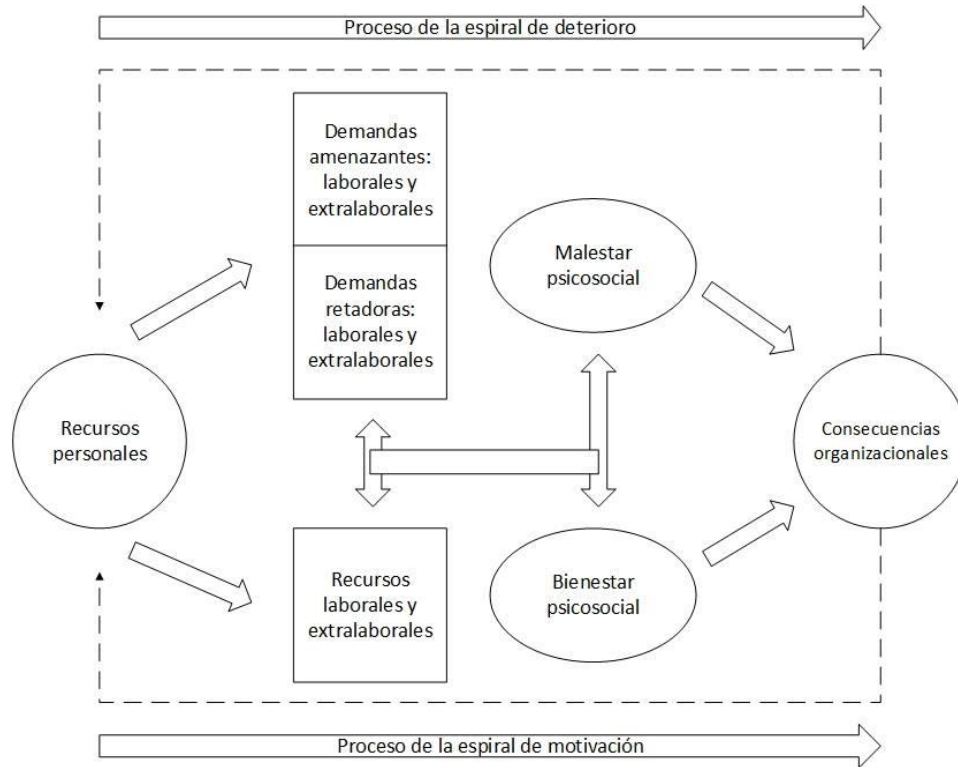 Proceso de la espiral de deterioro
Demandas
amenazantes:
laborales y
extralaborales
Demandas
retadoras:
laborales y
extralaborales
Malestar
psicosocial
Recursos
personales
Consecuencias
organizacionales
Recursos
laborales y
extralaborales
Bienestar
psicosocial
Proceso de la espiral de motivación